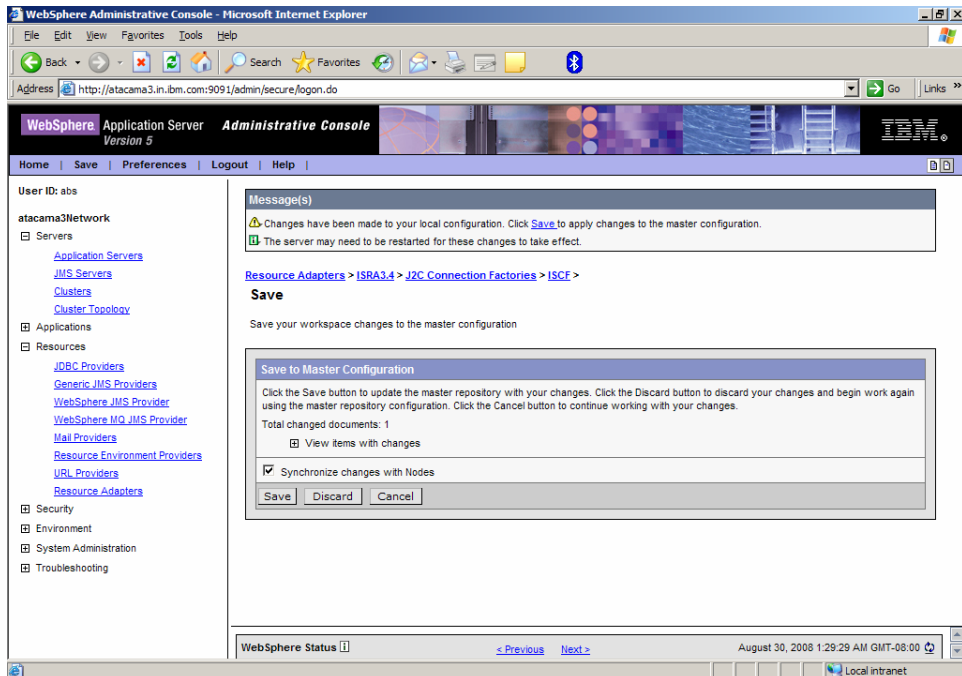 WebSphere Administrative Console - Microsoft Internet Explorer
File Edit View Favorites Tools Help
Back Search Favorites
Address http://atacama3.in.ibm.com:9091/admin/secure/logon.do Go Links »
WebSphere. Application Server Administrative Console
Version 5
IBM.
Home | Save | Preferences | Logout | Help |
User ID: abs
atacama3Network
Servers
Application Servers
JMS Servers
Clusters
Cluster Topology
Applications
Resources
JDBC Providers
Generic JMS Providers
WebSphere JMS Provider
WebSphere MQ JMS Provider
Mail Providers
Resource Environment Providers
URL Providers
Resource Adapters
Security
Environment
System Administration
Troubleshooting
Message(s)
Changes have been made to your local configuration. Click Save to apply changes to the master configuration.
The server may need to be restarted for these changes to take effect.
Resource Adapters > ISRA3.4 > J2C Connection Factories > ISCF >
Save
Save your workspace changes to the master configuration
Save to Master Configuration
Click the Save button to update the master repository with your changes. Click the Discard button to discard your changes and begin work again
using the master repository configuration. Click the Cancel button to continue working with your changes.
Total changed documents: 1
View items with changes
Synchronize changes with Nodes
Save Discard Cancel
WebSphere Status i < Previous Next > August 30, 2008 1:29:29 AM GMT-08:00
Local intranet